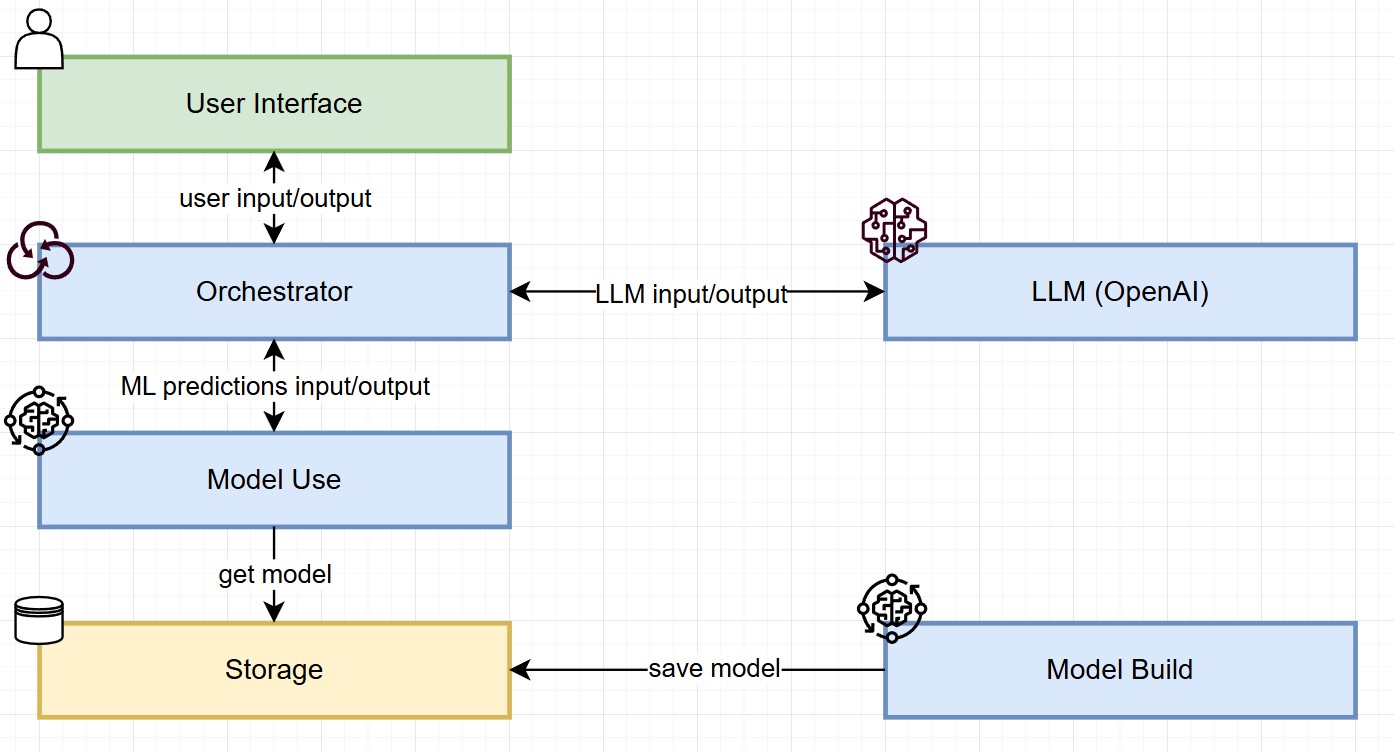 User Interface
user input/output
Orchestrator
LLM input/output
LLM (OpenAI)
ML predictions input/output
Model Use
get model
Storage
save model
Model Build